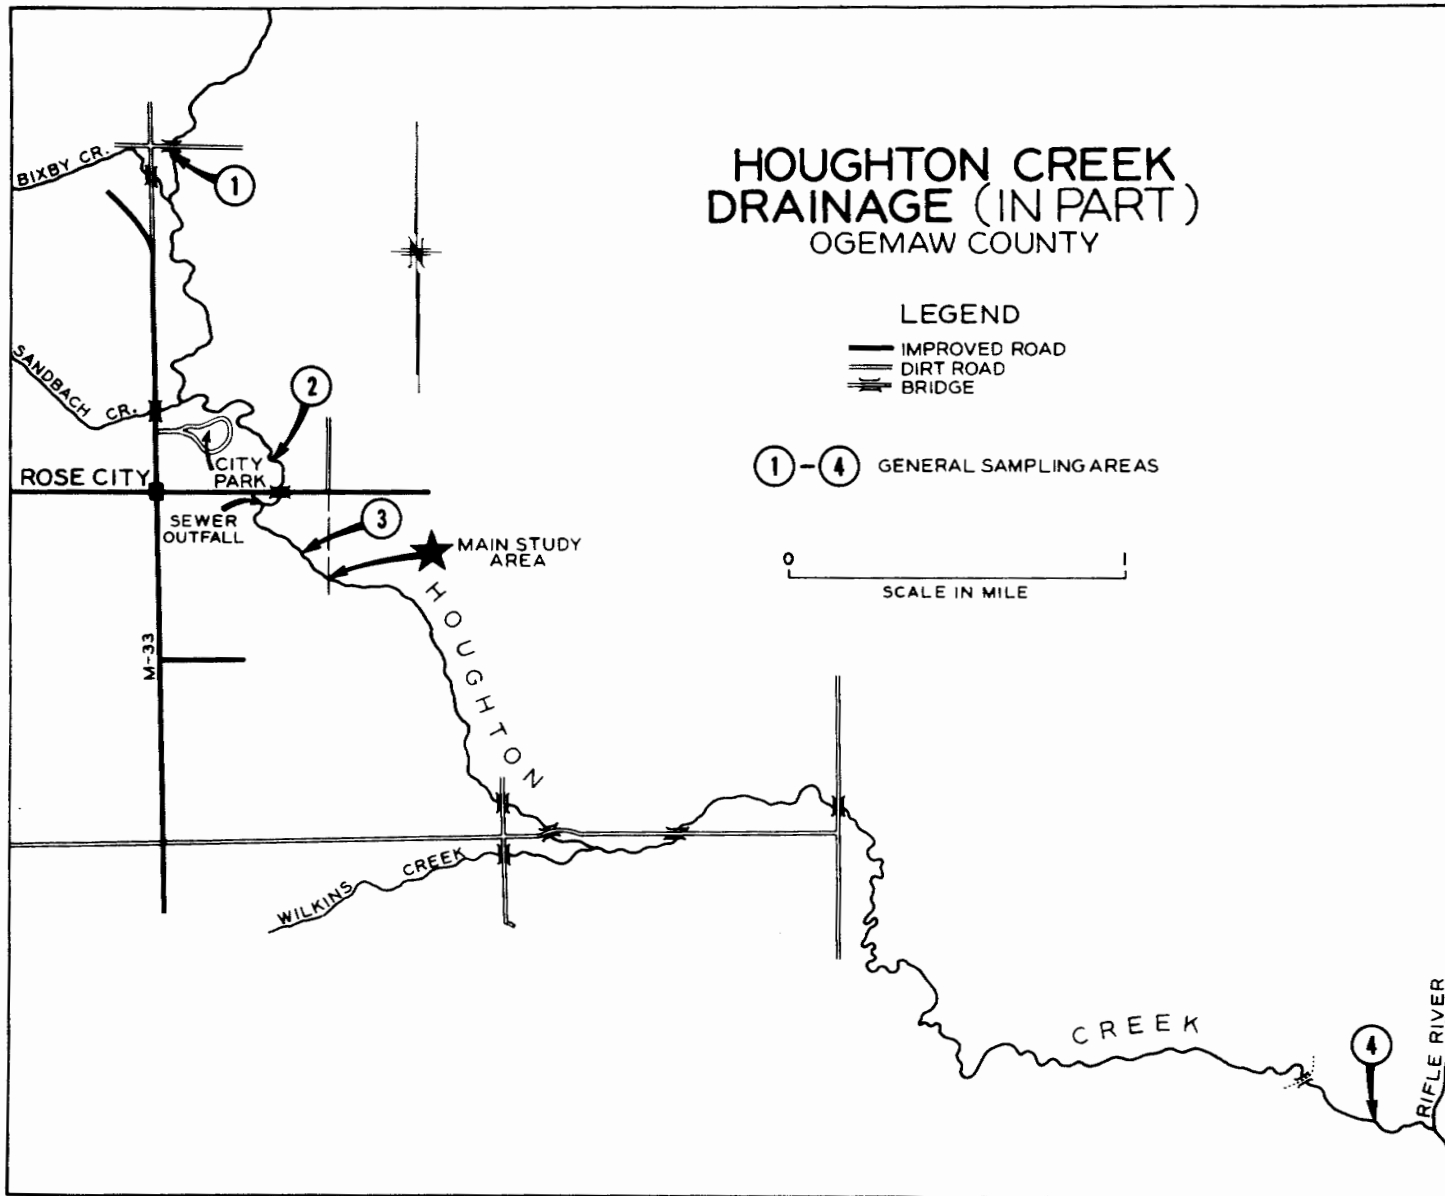 HOUGHTON CREEK
DRAINAGE (IN PART)
OGEMAW COUNTY
LEGEND
IMPROVED ROAD
DIRT ROAD
BRIDGE
1 - 4 GENERAL SAMPLING AREAS
0 1
SCALE IN MILE
BIXBY CR.
1
SANDBACH CR.
2
CITY
PARK
ROSE CITY
SEWER
OUTFALL
3
MAIN STUDY
AREA
M-33
HOUGHTON
WILKINS CREEK
CREEK
4
RIFLE RIVER